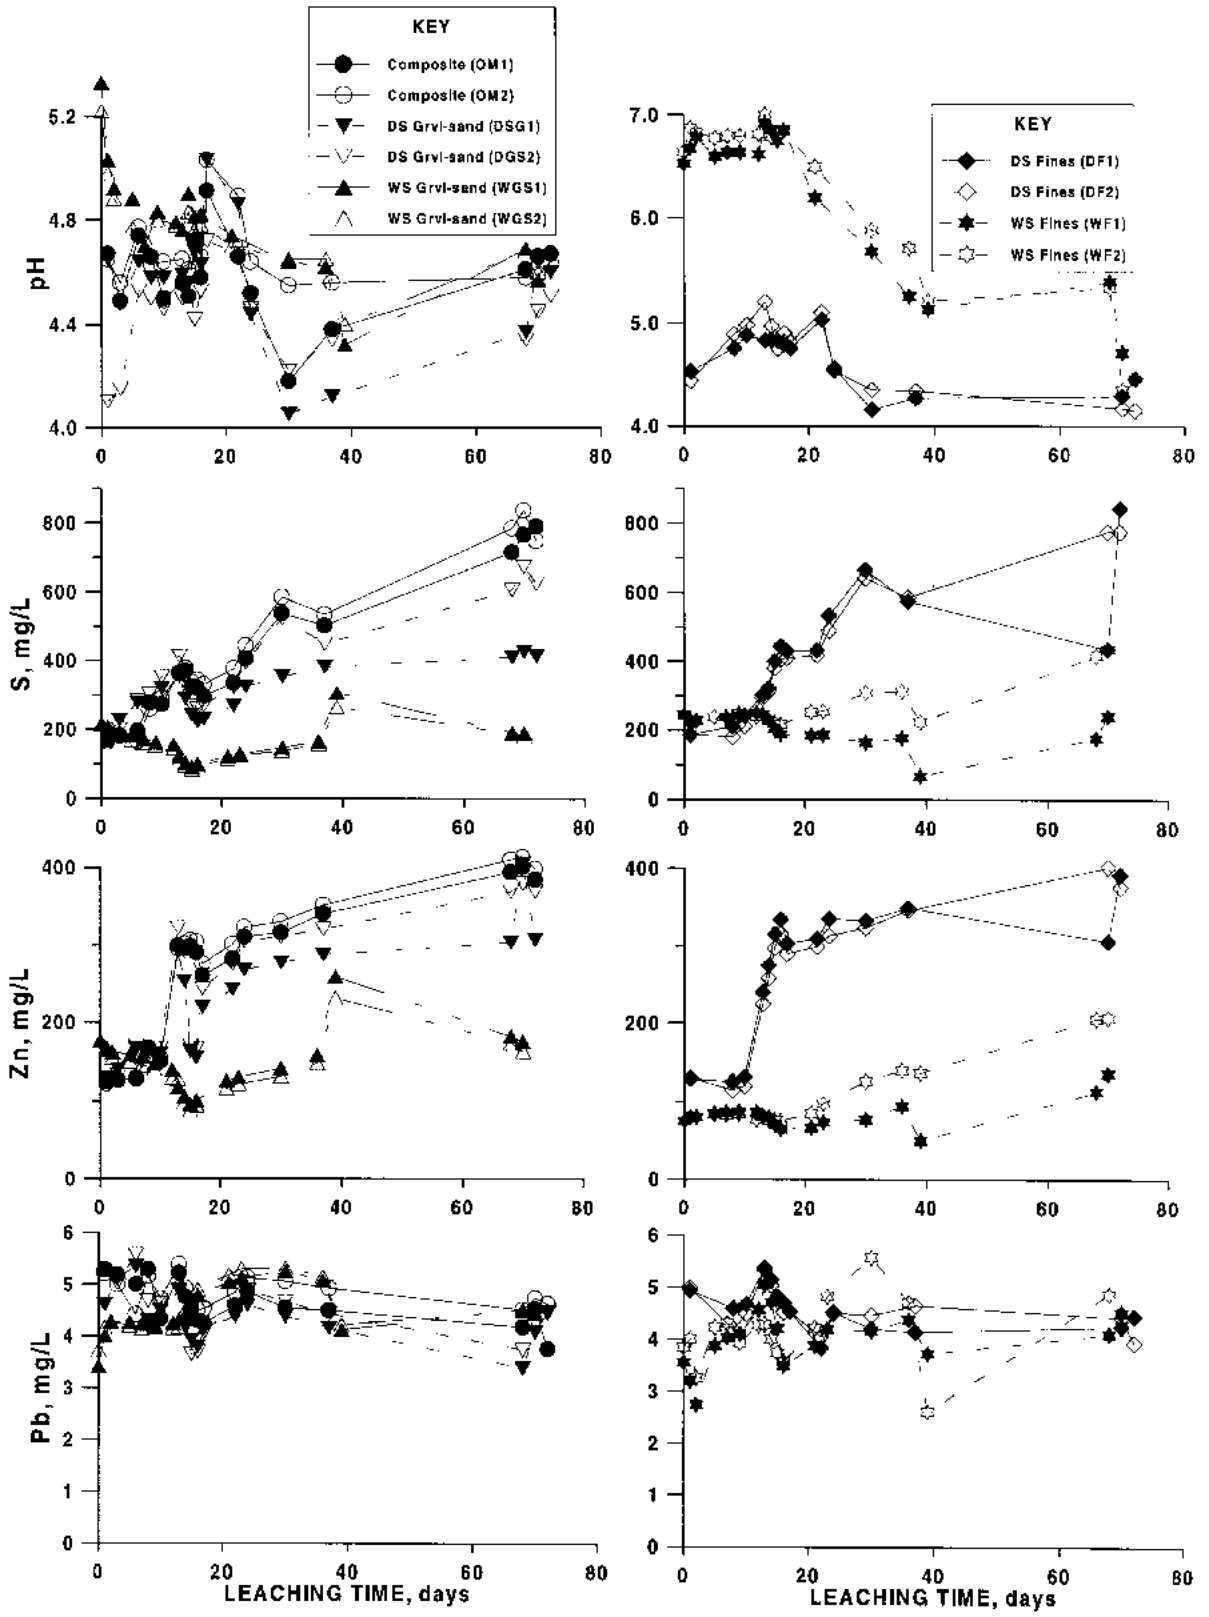 KEY
Composite (OM1)
Composite (OM2)
DS Grvl-sand (DSG1)
DS Grvl-sand (DGS2)
WS Grvl-sand (WGS1)
WS Grvl-sand (WGS2)
5.2
4.8
4.4
4.0
pH
0 20 40 60 80
KEY
DS Fines (DF1)
DS Fines (DF2)
WS Fines (WF1)
WS Fines (WF2)
7.0
6.0
5.0
4.0
0 20 40 60 80
800
600
400
200
0
S, mg/L
0 20 40 60 80
800
600
400
200
0
0 20 40 60 80
400
200
0
Zn, mg/L
0 20 40 60 80
400
200
0
0 20 40 60 80
6
5
4
3
2
1
0
Pb, mg/L
0 20 40 60 80
LEACHING TIME, days
6
5
4
3
2
1
0
0 20 40 60 80
LEACHING TIME, days